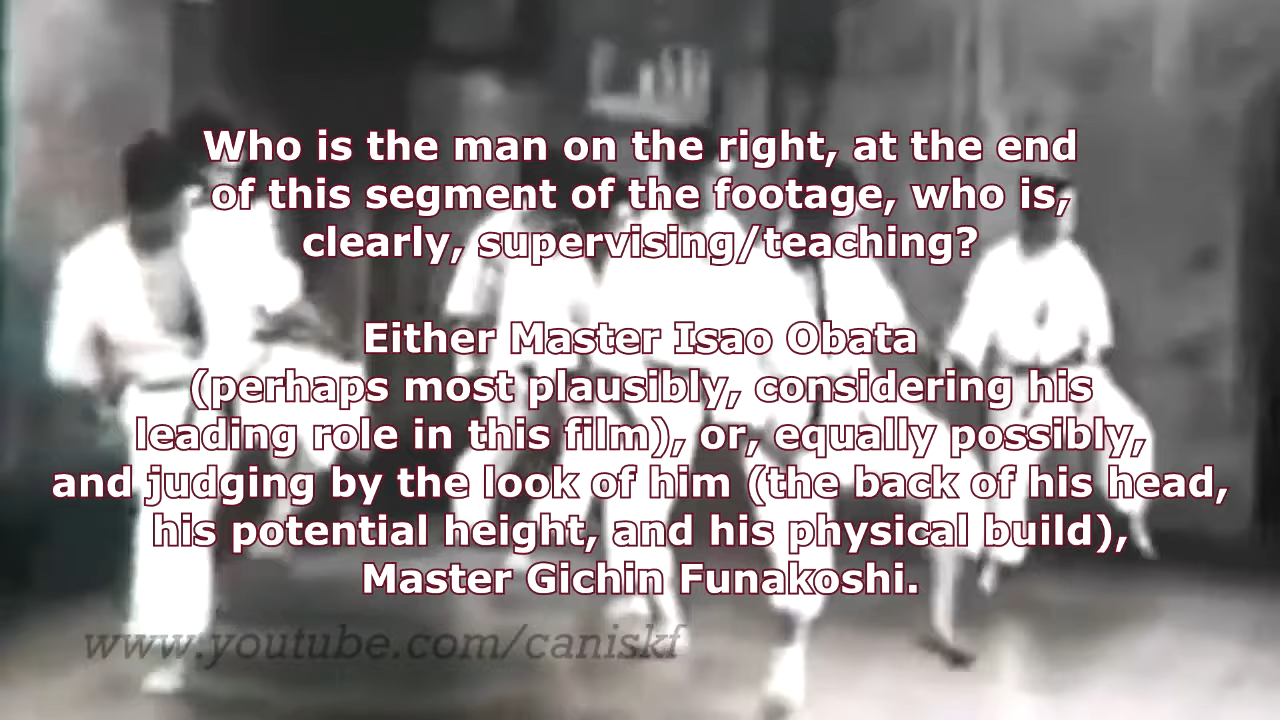 Who is the man on the right, at the end
of this segment of the footage, who is,
clearly, supervising/teaching?
Either Master Isao Obata
(perhaps most plausibly, considering his
leading role in this film), or, equally possibly,
and judging by the look of him (the back of his head,
his potential height, and his physical build),
Master Gichin Funakoshi.
www.youtube.com/caniskf